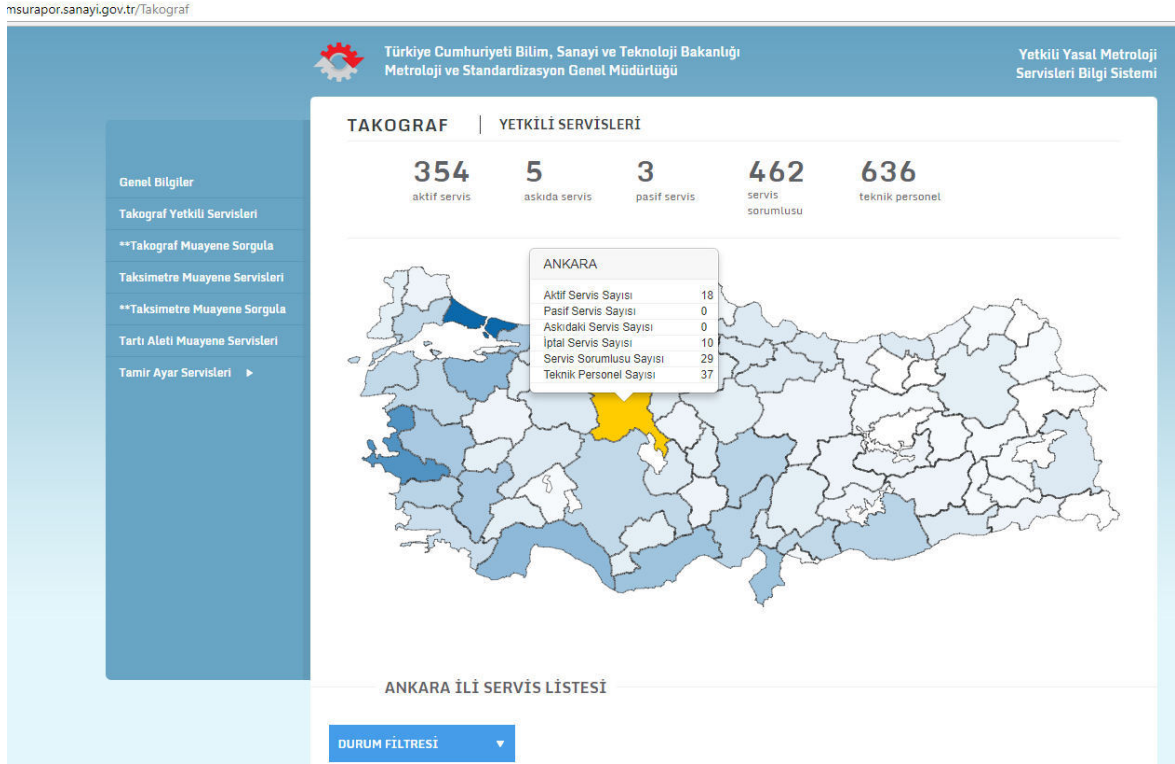 msurapor.sanayi.gov.tr/Takograf
Türkiye Cumhuriyeti Bilim, Sanayi ve Teknoloji Bakanlığı
Metroloji ve Standardizasyon Genel Müdürlüğü
Yetkili Yasal Metroloji
Servisleri Bilgi Sistemi
Genel Bilgiler
Takograf Yetkili Servisleri
**Takograf Muayene Sorgula
Taksimetre Muayene Servisleri
**Taksimetre Muayene Sorgula
Tartı Aleti Muayene Servisleri
Tamir Ayar Servisleri
TAKOGRAF | YETKİLİ SERVİSLERİ
354 5 3 462 636
aktif servis askıda servis pasif servis servis sorumlusu teknik personel
ANKARA
Aktif Servis Sayısı 18
Pasif Servis Sayısı 0
Askıdaki Servis Sayısı 0
İptal Servis Sayısı 10
Servis Sorumlusu Sayısı 29
Teknik Personel Sayısı 37
ANKARA İLİ SERVİS LİSTESİ
DURUM FİLTRESİ